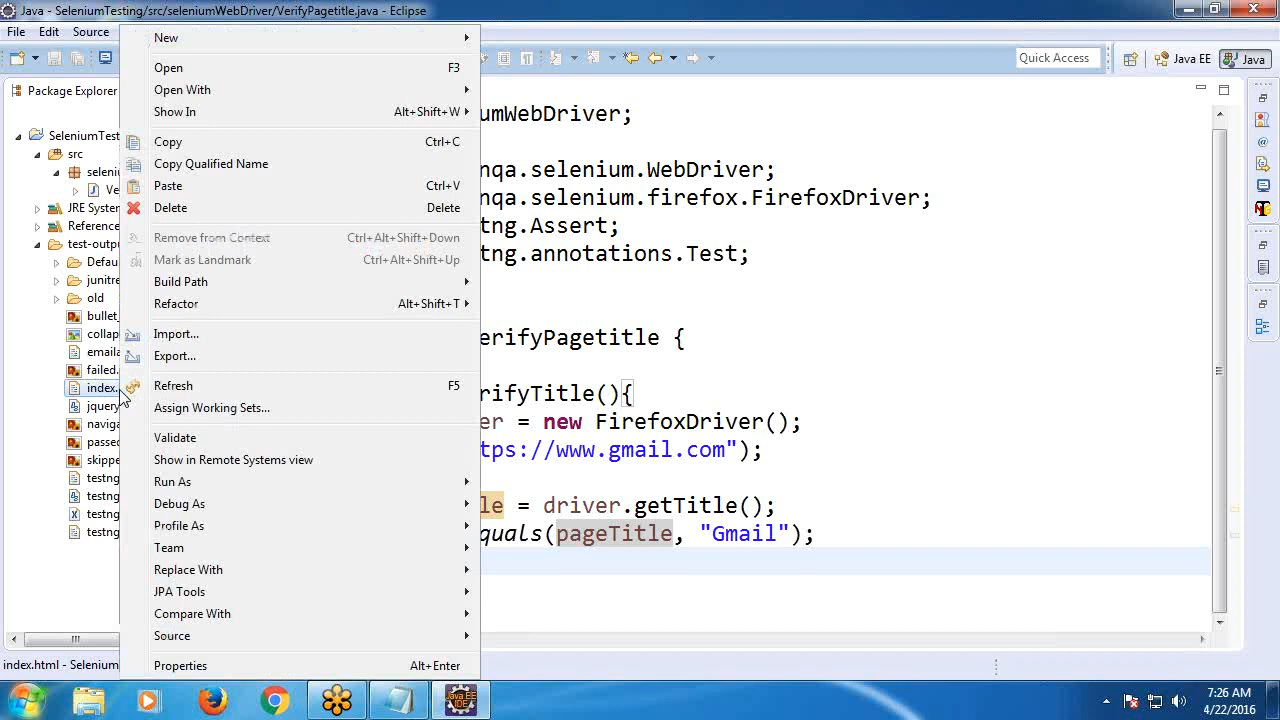 Java - SeleniumTesting/src/seleniumWebDriver/VerifyPagetitle.java - Eclipse
File Edit Source
Quick Access
Java EE
Java
Package Explorer
SeleniumTest
src
seleni
Ve
JRE System
Reference
test-outpu
Defau
junitre
old
bullet_
collap
emaila
failed.
index.
jquery
naviga
passed
skippe
testng
testng
testng
testng
New
Open F3
Open With
Show In Alt+Shift+W
Copy Ctrl+C
Copy Qualified Name
Paste Ctrl+V
Delete Delete
Remove from Context Ctrl+Alt+Shift+Down
Mark as Landmark Ctrl+Alt+Shift+Up
Build Path
Refactor Alt+Shift+T
Import...
Export...
Refresh F5
Assign Working Sets...
Validate
Show in Remote Systems view
Run As
Debug As
Profile As
Team
Replace With
JPA Tools
Compare With
Source
Properties Alt+Enter
umWebDriver;
nqa.selenium.WebDriver;
nqa.selenium.firefox.FirefoxDriver;
tng.Assert;
tng.annotations.Test;
erifyPagetitle {
rifyTitle(){
er = new FirefoxDriver();
tps://www.gmail.com");
le = driver.getTitle();
quals(pageTitle, "Gmail");
index.html - Selenium
Java EE
IDE
7:26 AM
4/22/2016